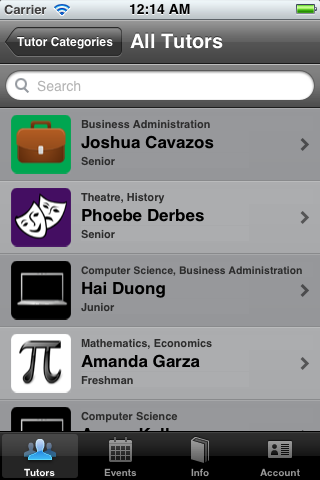 Carrier 12:14 AM
Tutor Categories All Tutors
Search
Business Administration
Joshua Cavazos
Senior
Theatre, History
Phoebe Derbes
Senior
Computer Science, Business Administration
Hai Duong
Junior
Mathematics, Economics
Amanda Garza
Freshman
Computer Science
Tutors Events Info Account